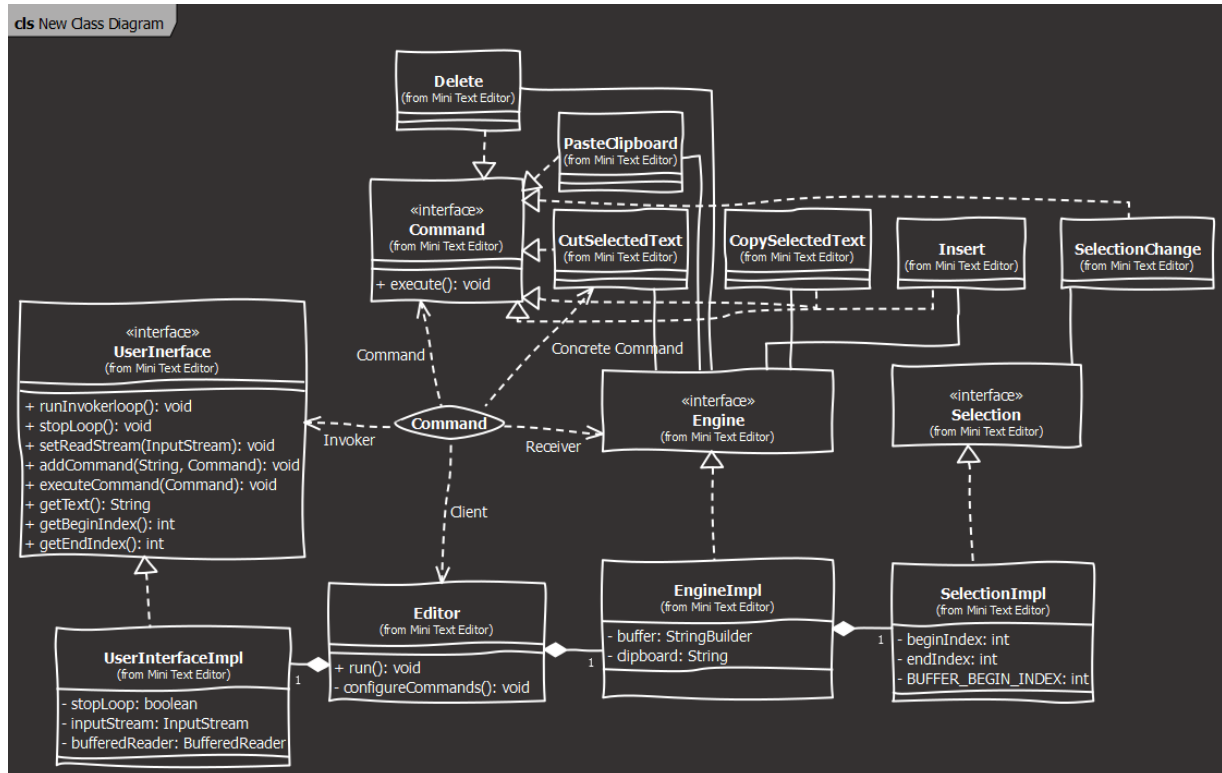 cls New Class Diagram
Delete
(from Mini Text Editor)
PasteClipboard
(from Mini Text Editor)
«interface»
Command
(from Mini Text Editor)
+ execute(): void
CutSelectedText
(from Mini Text Editor)
CopySelectedText
(from Mini Text Editor)
Insert
(from Mini Text Editor)
SelectionChange
(from Mini Text Editor)
«interface»
UserInerface
(from Mini Text Editor)
+ runInvokerloop(): void
+ stopLoop(): void
+ setReadStream(InputStream): void
+ addCommand(String, Command): void
+ executeCommand(Command): void
+ getText(): String
+ getBeginIndex(): int
+ getEndIndex(): int
Command
Concrete Command
Command
Invoker
Receiver
Client
«interface»
Engine
(from Mini Text Editor)
«interface»
Selection
(from Mini Text Editor)
UserInterfaceImpl
(from Mini Text Editor)
- stopLoop: boolean
- inputStream: InputStream
- bufferedReader: BufferedReader
1
Editor
(from Mini Text Editor)
+ run(): void
- configureCommands(): void
1
EngineImpl
(from Mini Text Editor)
- buffer: StringBuilder
- clipboard: String
1
SelectionImpl
(from Mini Text Editor)
- beginIndex: int
- endIndex: int
- BUFFER_BEGIN_INDEX: int